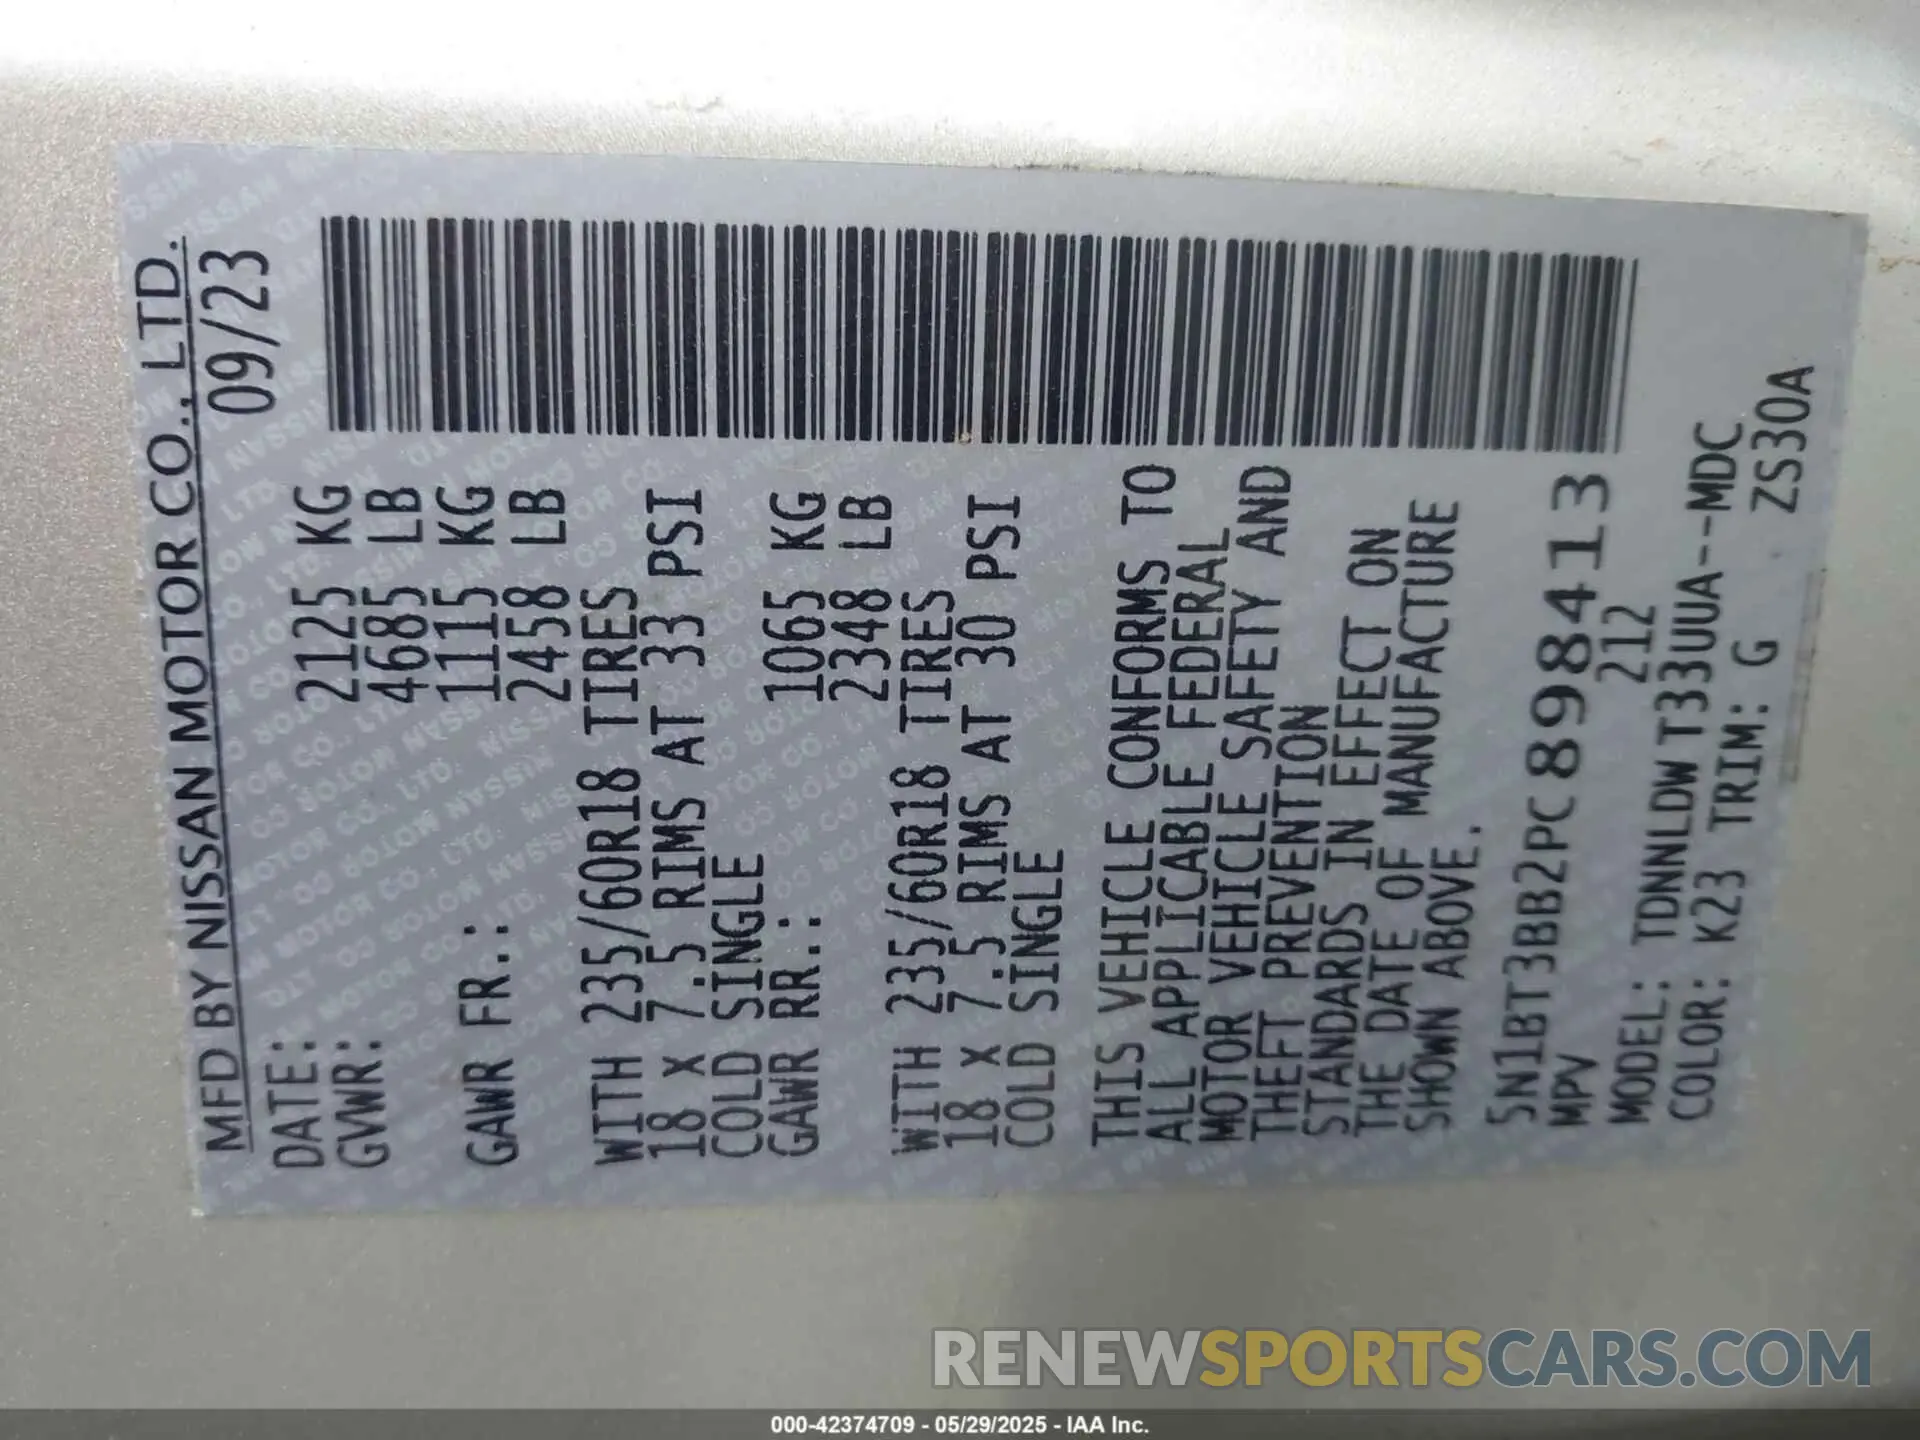 MFD BY NISSAN MOTOR CO., LTD.
DATE: 09/23
GVWR: 2125 KG
4685 LB
GAWR FR.: 1115 KG
2458 LB
WITH 235/60R18 TIRES
18 X 7.5 RIMS AT 33 PSI
COLD SINGLE
GAWR RR.: 1065 KG
2348 LB
WITH 235/60R18 TIRES
18 X 7.5 RIMS AT 30 PSI
COLD SINGLE
THIS VEHICLE CONFORMS TO
ALL APPLICABLE FEDERAL
MOTOR VEHICLE SAFETY AND
THEFT PREVENTION
STANDARDS IN EFFECT ON
THE DATE OF MANUFACTURE
SHOWN ABOVE.
5N1BT3BB2PC898413
MPV 212
MODEL: TDNNLDWT33UUA--MDC
COLOR: K23 TRIM: G ZS30A
RENEWSPORTSCARS.COM
000-42374709 - 05/29/2025 - IAA Inc.